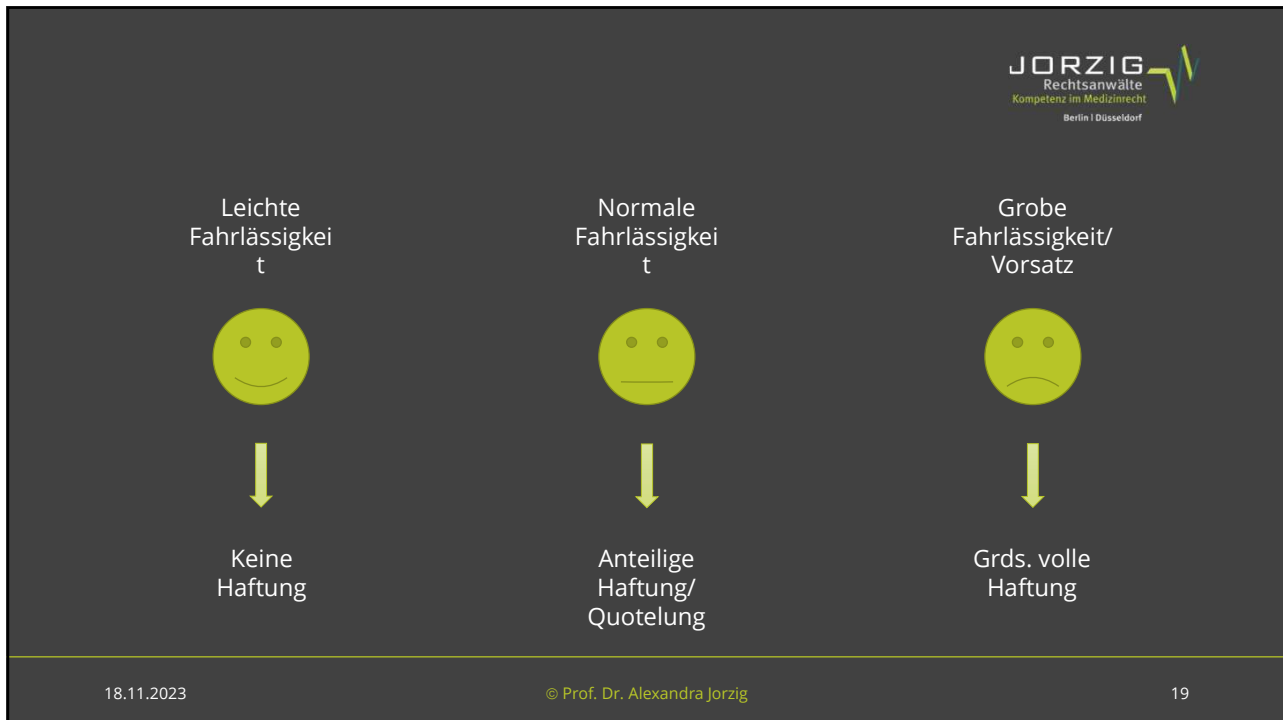 JORZIG
Rechtsanwälte
Kompetenz im Medizinrecht
Berlin | Düsseldorf
Leichte
Fahrlässigkei
t
Normale
Fahrlässigkei
t
Grobe
Fahrlässigkeit/
Vorsatz
Keine
Haftung
Anteilige
Haftung/
Quotelung
Grds. volle
Haftung
18.11.2023
© Prof. Dr. Alexandra Jorzig
19